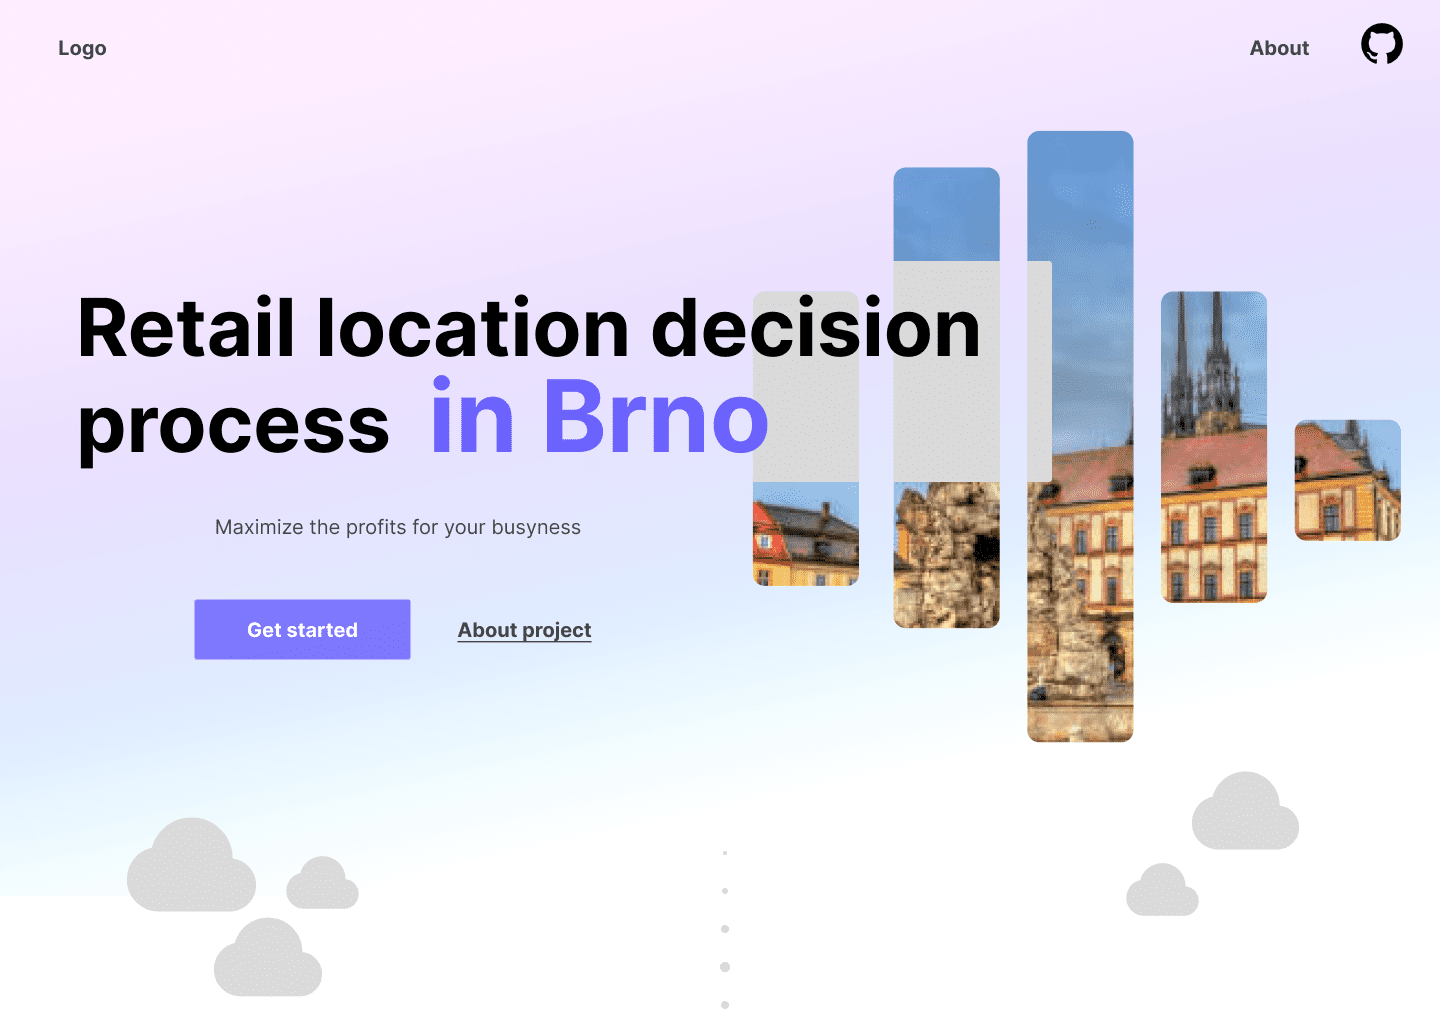 Logo
About
Retail location decision
process in Brno
Maximize the profits for your busyness
Get started
About project